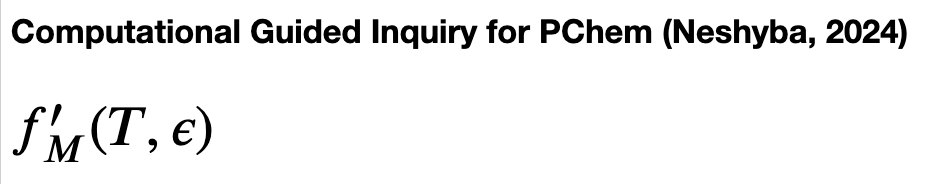 Computational Guided Inquiry for PChem (Neshyba, 2024)
f′_M(T, ϵ)